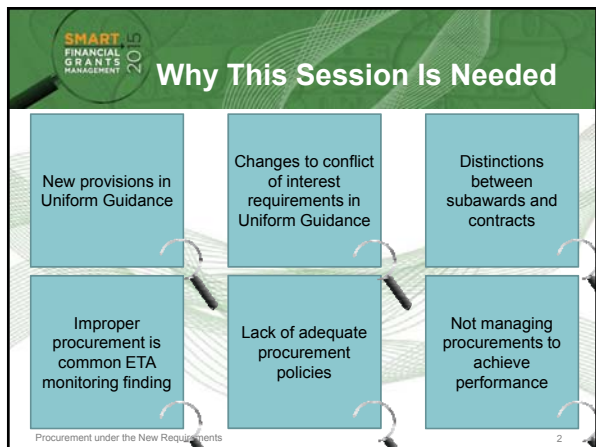 SMART
FINANCIAL
GRANTS
MANAGEMENT
2015
Why This Session Is Needed
New provisions in
Uniform Guidance
Changes to conflict
of interest
requirements in
Uniform Guidance
Distinctions
between
subawards and
contracts
Improper
procurement is
common ETA
monitoring finding
Lack of adequate
procurement
policies
Not managing
procurements to
achieve
performance
Procurement under the New Requirements
2